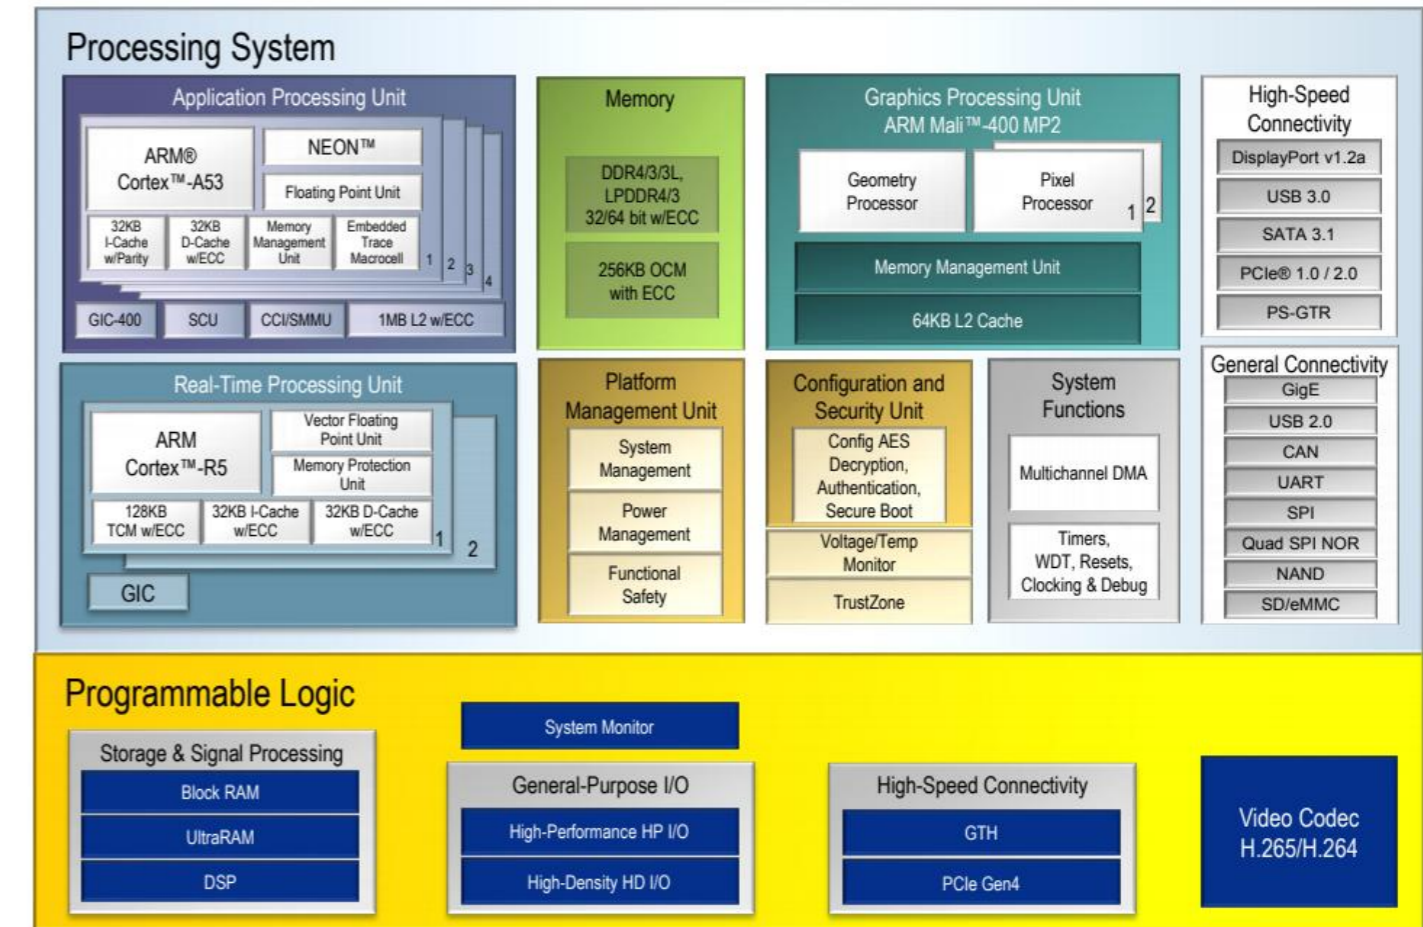 Processing System
Application Processing Unit
ARM®
Cortex™-A53
NEON™
Floating Point Unit
32KB
I-Cache
w/Parity
32KB
D-Cache
w/ECC
Memory
Management
Unit
Embedded
Trace
Macrocell
1
2
3
4
GIC-400
SCU
CCI/SMMU
1MB L2 w/ECC
Memory
DDR4/3/3L,
LPDDR4/3
32/64 bit w/ECC
256KB OCM
with ECC
Graphics Processing Unit
ARM Mali™-400 MP2
Geometry
Processor
Pixel
Processor
1
2
Memory Management Unit
64KB L2 Cache
High-Speed
Connectivity
DisplayPort v1.2a
USB 3.0
SATA 3.1
PCIe® 1.0 / 2.0
PS-GTR
Real-Time Processing Unit
ARM
Cortex™-R5
Vector Floating
Point Unit
Memory Protection
Unit
128KB
TCM w/ECC
32KB I-Cache
w/ECC
32KB D-Cache
w/ECC
1
2
GIC
Platform
Management Unit
System
Management
Power
Management
Functional
Safety
Configuration and
Security Unit
Config AES
Decryption,
Authentication,
Secure Boot
Voltage/Temp
Monitor
TrustZone
System
Functions
Multichannel DMA
Timers,
WDT, Resets,
Clocking & Debug
General Connectivity
GigE
USB 2.0
CAN
UART
SPI
Quad SPI NOR
NAND
SD/eMMC
Programmable Logic
Storage & Signal Processing
Block RAM
UltraRAM
DSP
System Monitor
General-Purpose I/O
High-Performance HP I/O
High-Density HD I/O
High-Speed Connectivity
GTH
PCIe Gen4
Video Codec
H.265/H.264